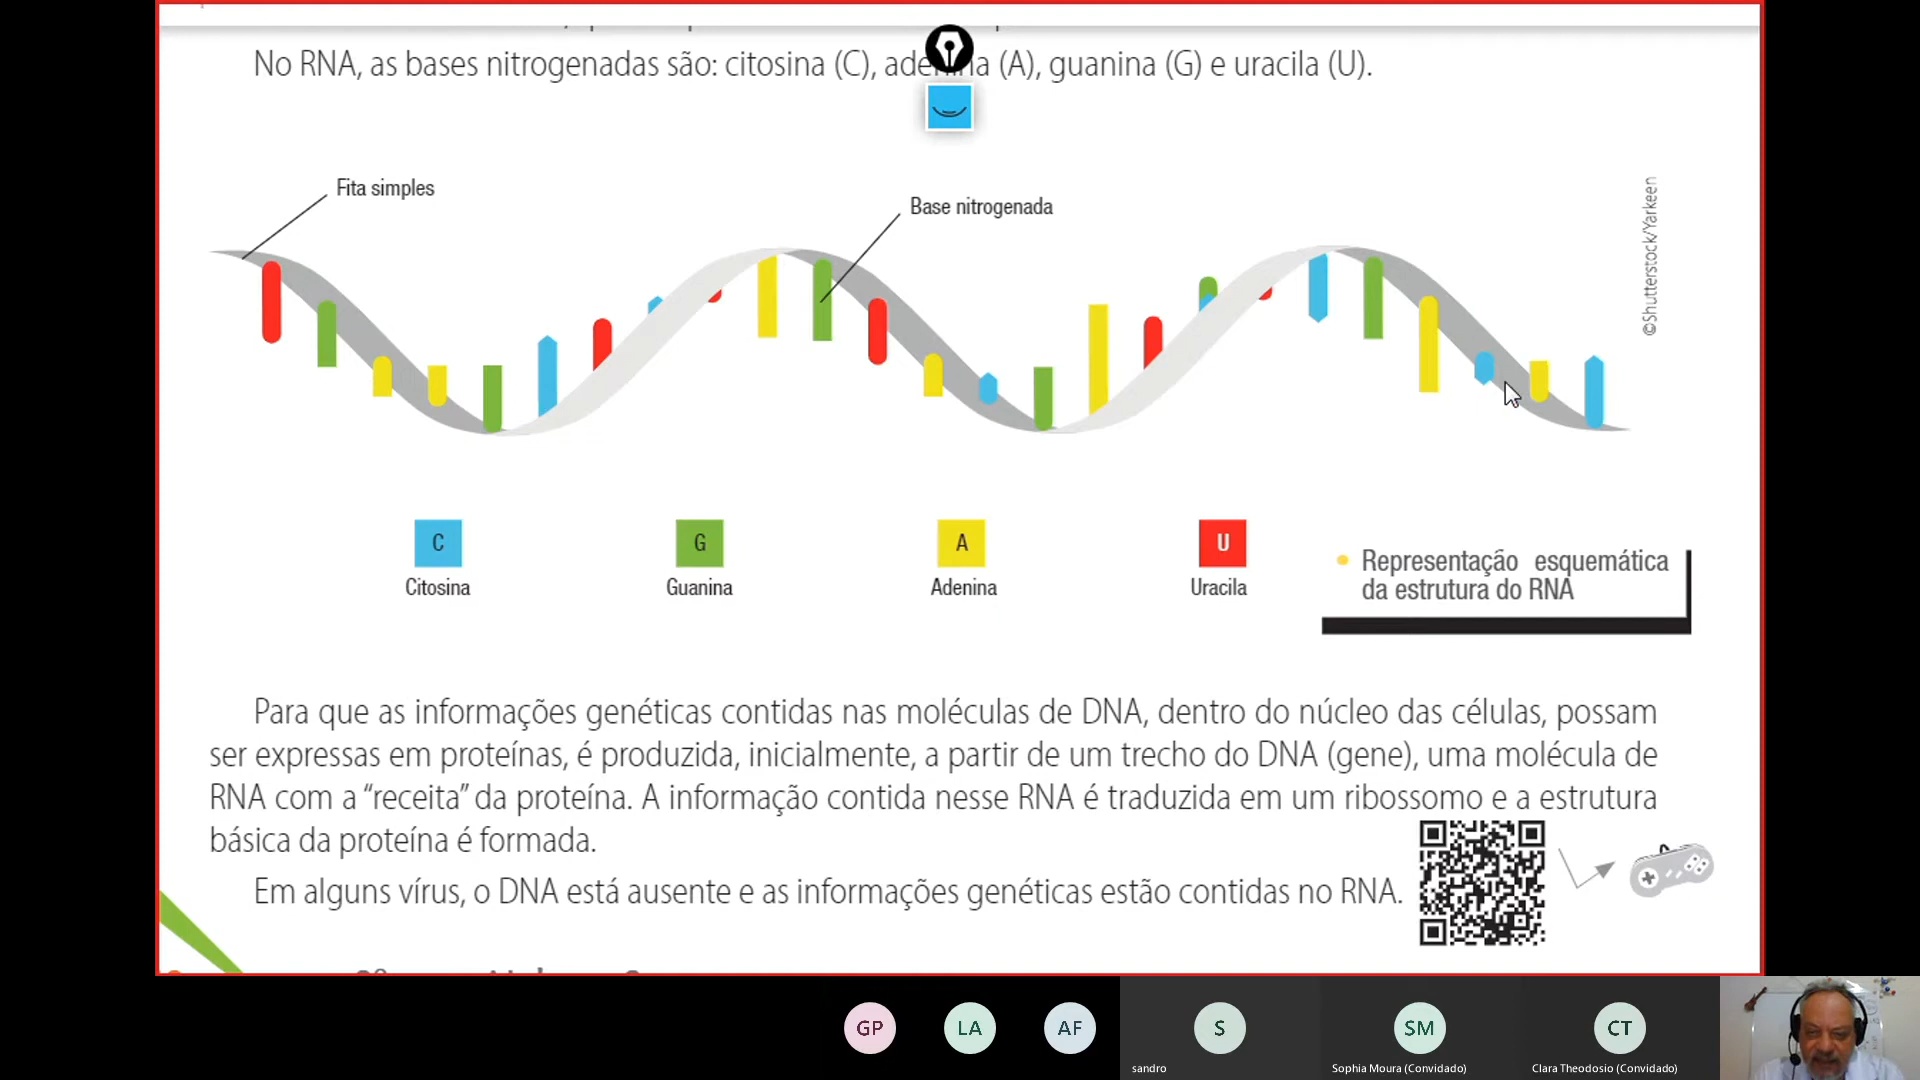 No RNA, as bases nitrogenadas são: citosina (C), adenina (A), guanina (G) e uracila (U).
Fita simples
Base nitrogenada
©Shutterstock/Yarkeen
C
G
A
U
Citosina
Guanina
Adenina
Uracila
Representação esquemática
da estrutura do RNA
Para que as informações genéticas contidas nas moléculas de DNA, dentro do núcleo das células, possam
ser expressas em proteínas, é produzida, inicialmente, a partir de um trecho do DNA (gene), uma molécula de
RNA com a “receita” da proteína. A informação contida nesse RNA é traduzida em um ribossomo e a estrutura
básica da proteína é formada.
Em alguns vírus, o DNA está ausente e as informações genéticas estão contidas no RNA.
GP
LA
AF
S
SM
CT
sandro
Sophia Moura (Convidado)
Clara Theodosio (Convidado)